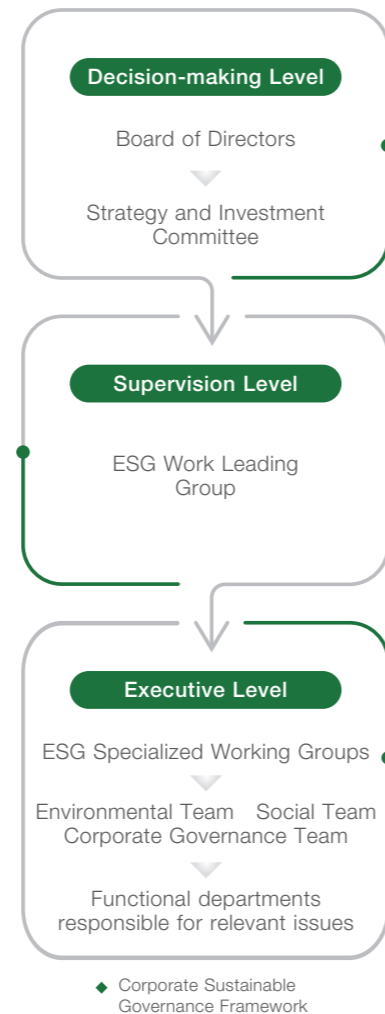 Decision-making Level
Board of Directors
Strategy and Investment
Committee
Supervision Level
ESG Work Leading
Group
Executive Level
ESG Specialized Working Groups
Environmental Team Social Team
Corporate Governance Team
Functional departments
responsible for relevant issues
Corporate Sustainable
Governance Framework